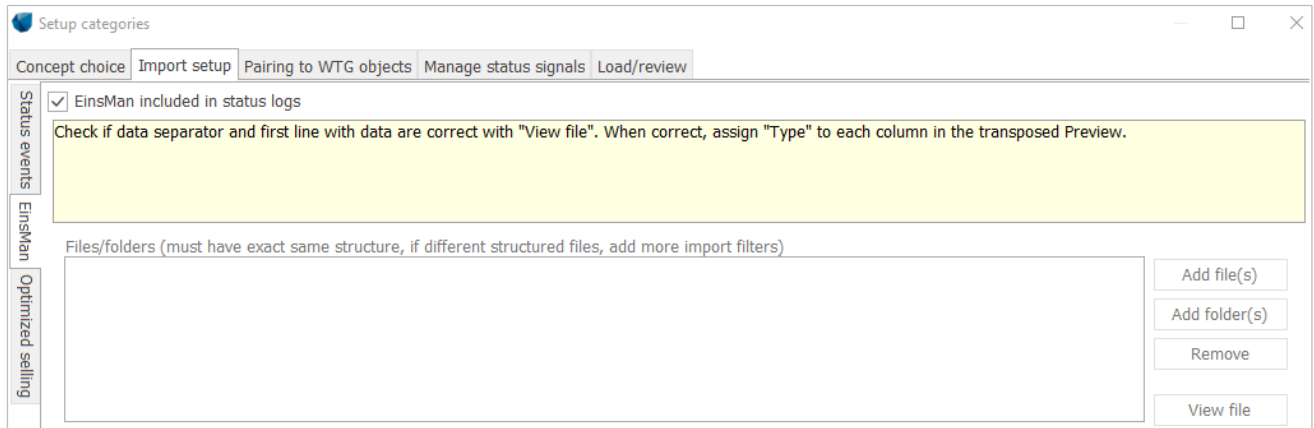 Setup categories
Concept choice Import setup Pairing to WTG objects Manage status signals Load/review
Status events
EinsMan
Optimized selling
EinsMan included in status logs
Check if data separator and first line with data are correct with "View file". When correct, assign "Type" to each column in the transposed Preview.
Files/folders (must have exact same structure, if different structured files, add more import filters)
Add file(s)
Add folder(s)
Remove
View file